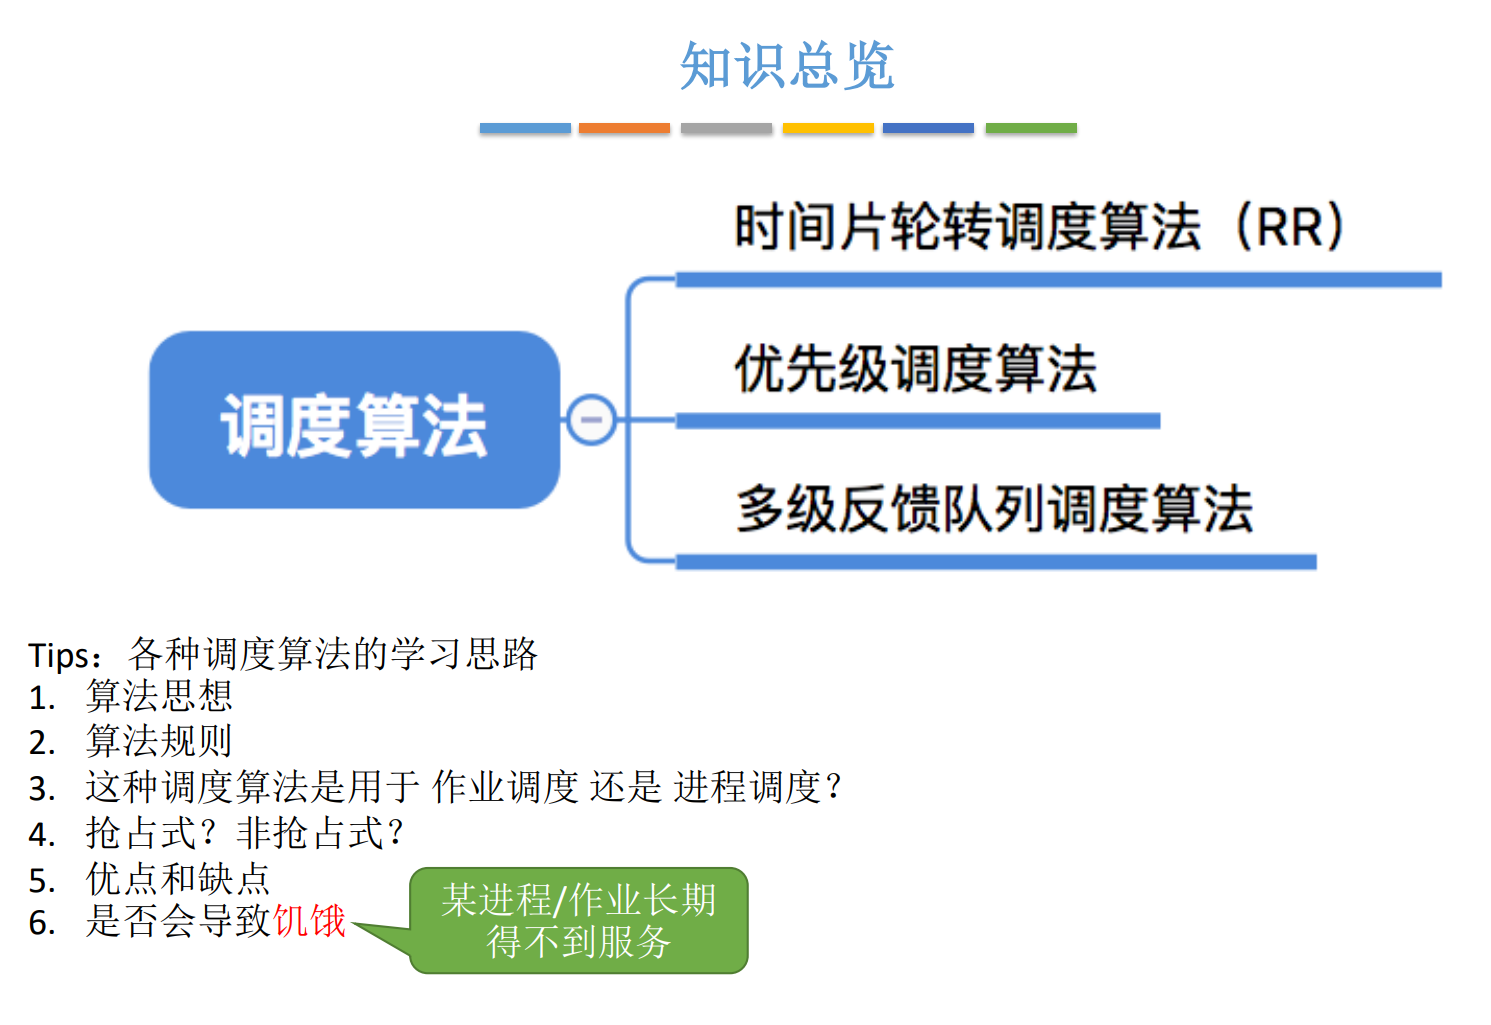 知识总览
时间片轮转调度算法（RR）
优先级调度算法
调度算法
多级反馈队列调度算法
Tips：各种调度算法的学习思路
1. 算法思想
2. 算法规则
3. 这种调度算法是用于 作业调度 还是 进程调度？
4. 抢占式？非抢占式？
5. 优点和缺点
6. 是否会导致饥饿
某进程/作业长期
得不到服务